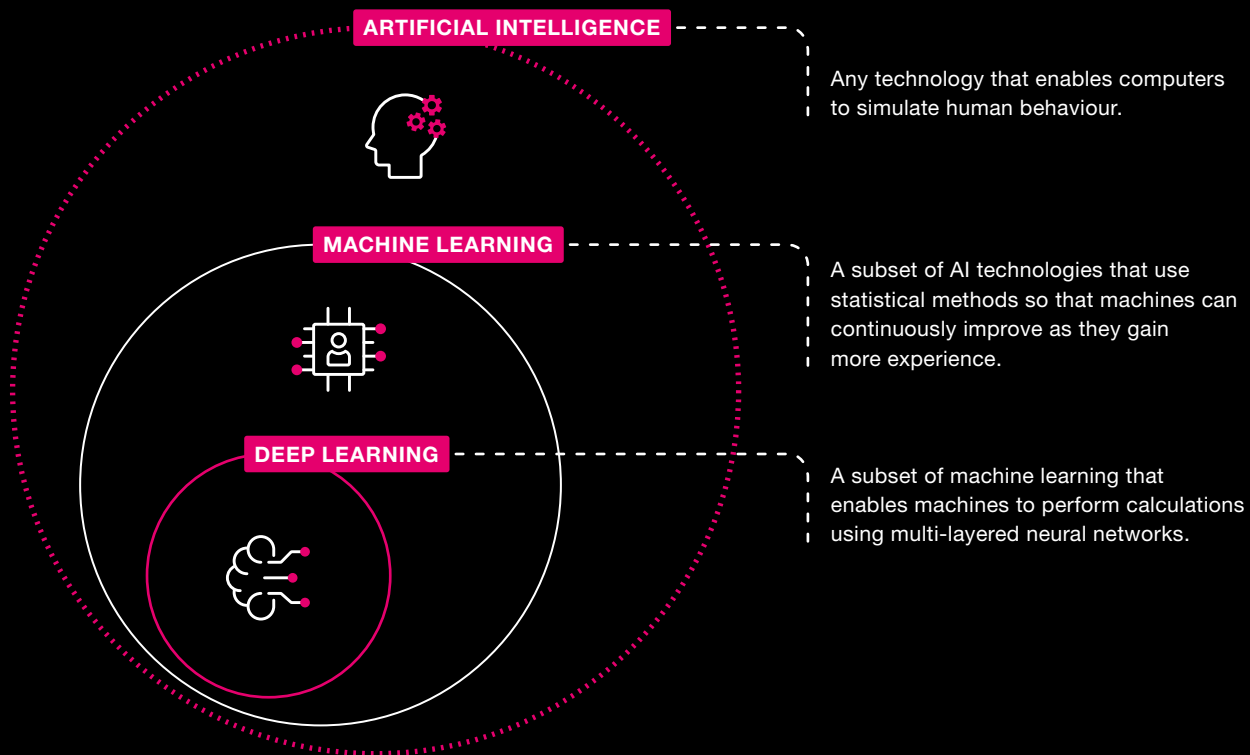 ARTIFICIAL INTELLIGENCE
Any technology that enables computers
to simulate human behaviour.
MACHINE LEARNING
A subset of AI technologies that use
statistical methods so that machines can
continuously improve as they gain
more experience.
DEEP LEARNING
A subset of machine learning that
enables machines to perform calculations
using multi-layered neural networks.